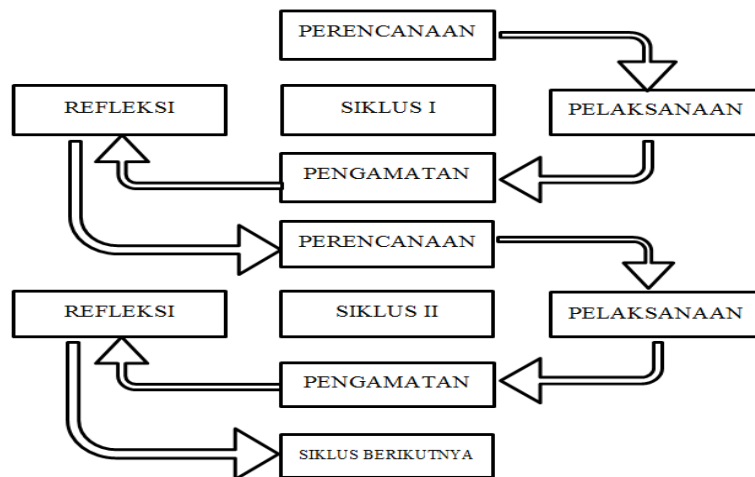 PERENCANAAN
REFLEKSI
SIKLUS I
PELAKSANAAN
PENGAMATAN
PERENCANAAN
REFLEKSI
SIKLUS II
PELAKSANAAN
PENGAMATAN
SIKLUS BERIKUTNYA